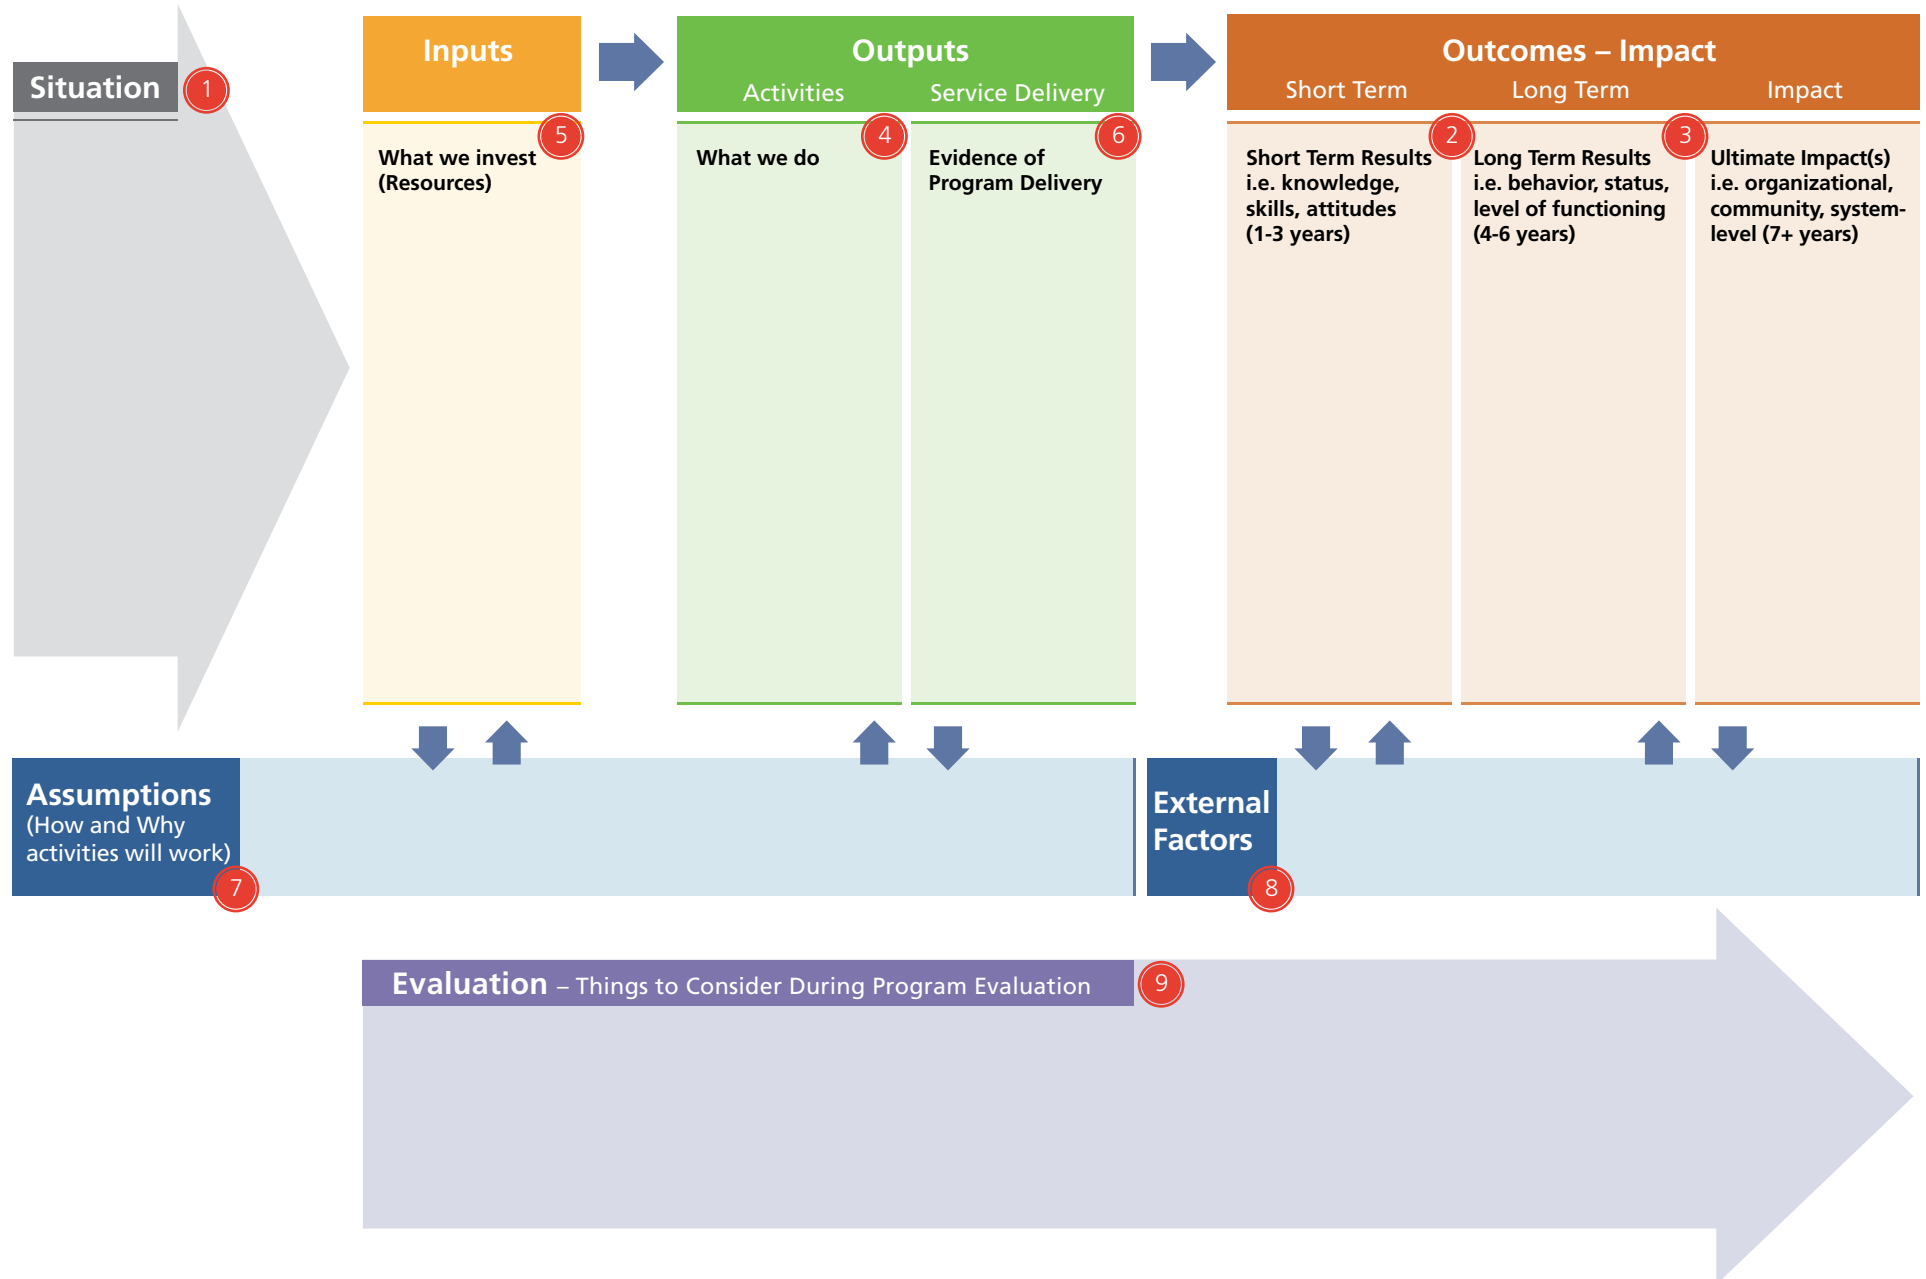 Situation
1
Inputs
5
What we invest
(Resources)
Outputs
Activities
Service Delivery
4
What we do
6
Evidence of
Program Delivery
Outcomes – Impact
Short Term
Long Term
Impact
2
Short Term Results
i.e. knowledge,
skills, attitudes
(1-3 years)
3
Long Term Results
i.e. behavior, status,
level of functioning
(4-6 years)
Ultimate Impact(s)
i.e. organizational,
community, system-
level (7+ years)
Assumptions
(How and Why
activities will work)
7
External
Factors
8
Evaluation – Things to Consider During Program Evaluation
9